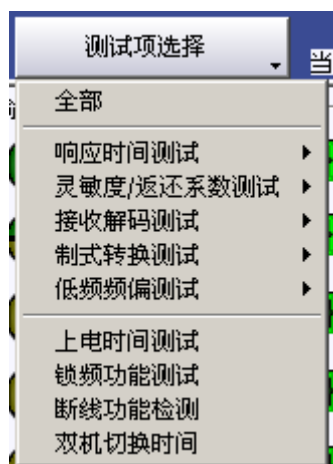 测试项选择
当
全部
响应时间测试
灵敏度/返还系数测试
接收解码测试
制式转换测试
低频频偏测试
上电时间测试
锁频功能测试
断线功能检测
双机切换时间